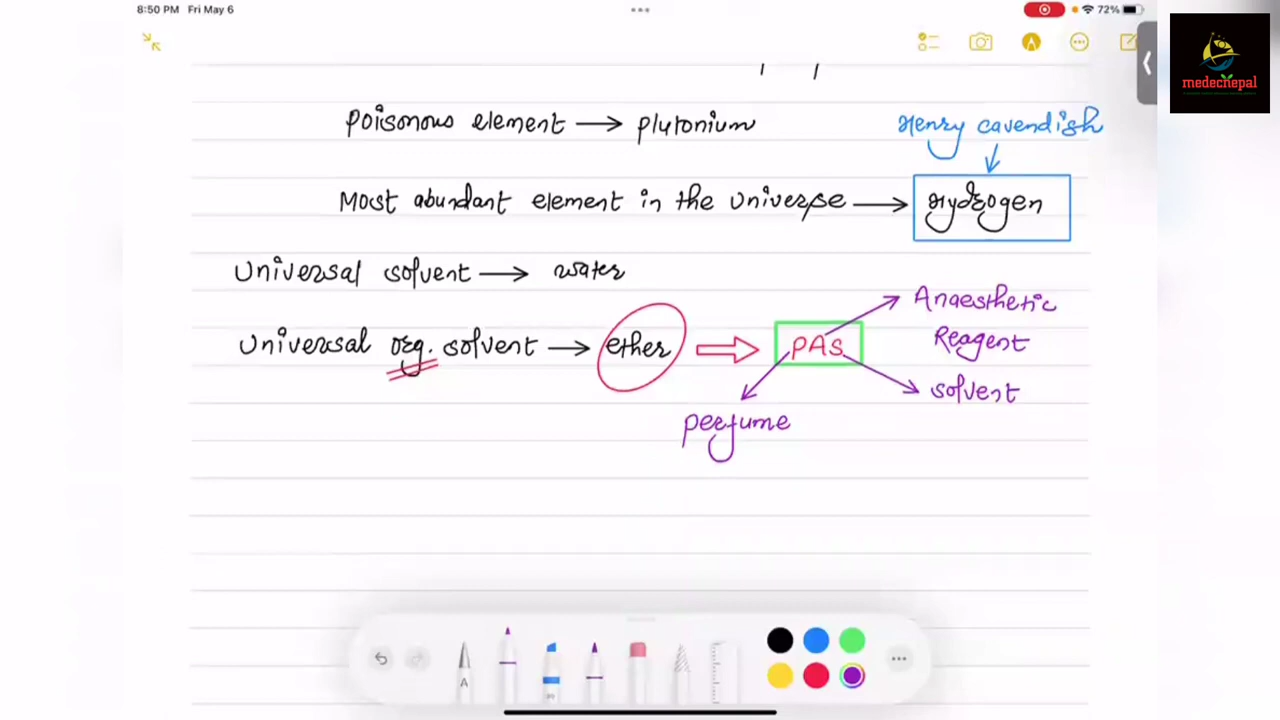 8:50 PM Fri May 6
72%
medecnepal
Poisonous element → plutonium
Henry cavendish
Most abundant element in the Universe → Hydrogen
Universal solvent → water
Universal org. solvent → ether ⇒ PAS
Anaesthetic
Reagent
solvent
perfume
A